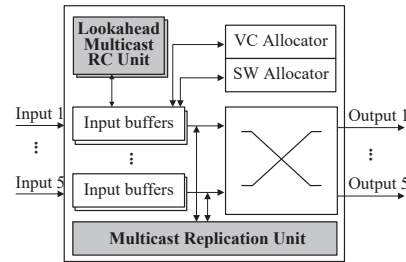 Lookahead
Multicast
RC Unit
VC Allocator
SW Allocator
Input 1
Input buffers
Output 1
...
...
...
Input 5
Input buffers
Output 5
Multicast Replication Unit